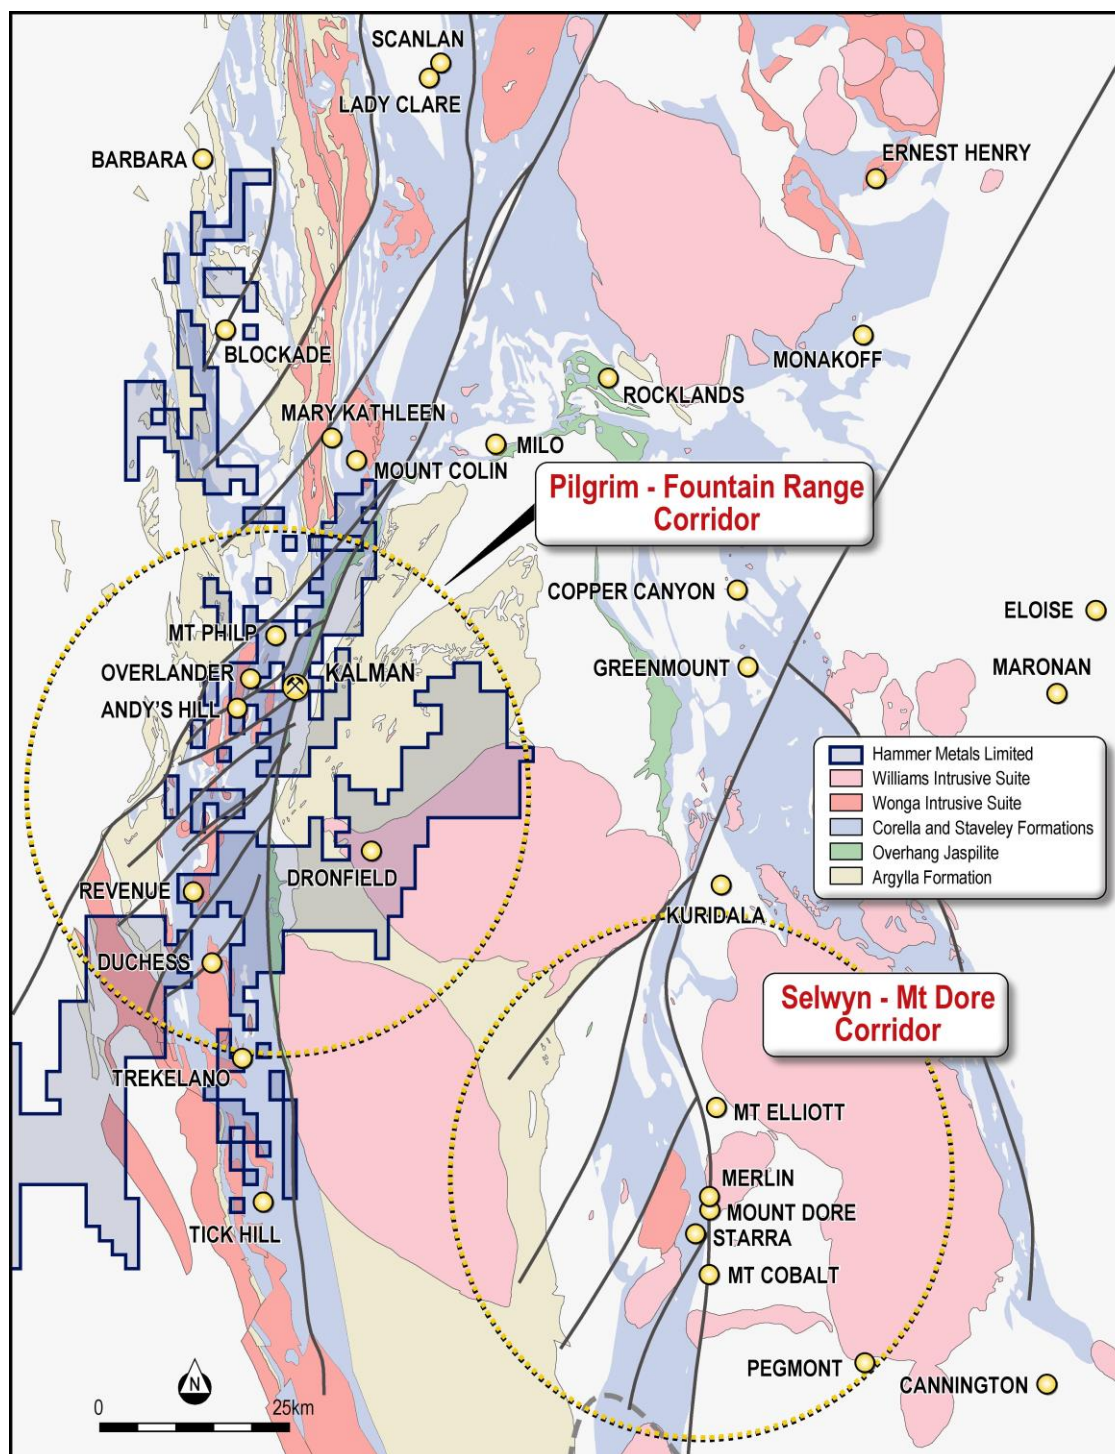 SCANLAN
LADY CLARE
BARBARA
ERNEST HENRY
BLOCKADE
MONAKOFF
ROCKLANDS
MARY KATHLEEN
MILO
MOUNT COLIN
Pilgrim - Fountain Range
Corridor
COPPER CANYON
ELOISE
MT PHILP
GREENMOUNT
MARONAN
OVERLANDER
KALMAN
ANDY'S HILL
Hammer Metals Limited
Williams Intrusive Suite
Wonga Intrusive Suite
Corella and Staveley Formations
Overhang Jaspilite
Argylla Formation
DRONFIELD
REVENUE
KURIDALA
DUCHESS
Selwyn - Mt Dore
Corridor
TREKELANO
MT ELLIOTT
MERLIN
MOUNT DORE
TICK HILL
STARRA
MT COBALT
PEGMONT
CANNINGTON
N
0 25km